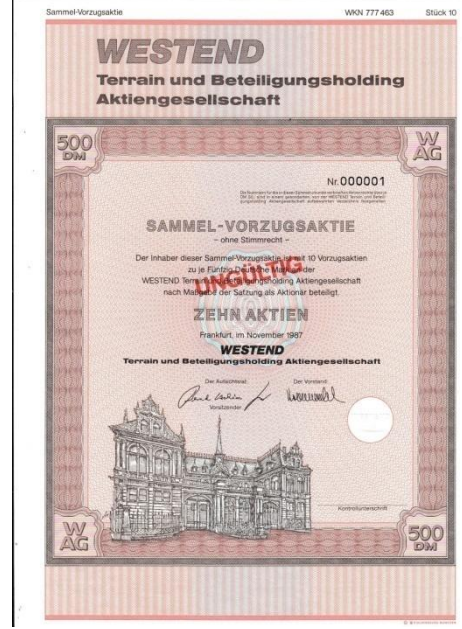 Sammel-Vorzugsaktie WKN 777 463 Stück 10
WESTEND
Terrain und Beteiligungsholding
Aktiengesellschaft
500 DM
W AG
Nr. 000001
SAMMEL-VORZUGSAKTIE
– ohne Stimmrecht –
Der Inhaber dieser Sammel-Vorzugsaktie ist mit 10 Vorzugsaktien
zu je Fünfzig Deutsche Mark an der
WESTEND Terrain und Beteiligungsholding Aktiengesellschaft
nach Maßgabe der Satzung als Aktionär beteiligt.
UNGÜLTIG
ZEHN AKTIEN
Frankfurt, im November 1987
WESTEND
Terrain und Beteiligungsholding Aktiengesellschaft
Der Aufsichtsrat Der Vorstand
Vorsitzender
Kontrollunterschrift
W AG
500 DM